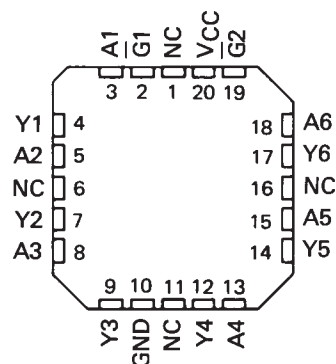 A1 G̅1̅ NC VCC G̅2̅
3 2 1 20 19
Y1 4 18 A6
A2 5 17 Y6
NC 6 16 NC
Y2 7 15 A5
A3 8 14 Y5
9 10 11 12 13
Y3 GND NC Y4 A4